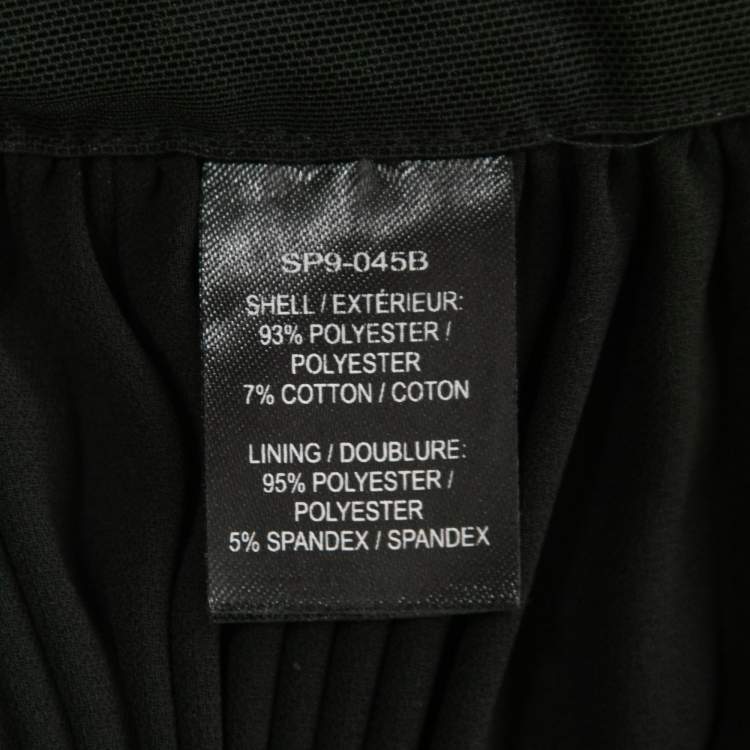 SP9-045B
SHELL / EXTÉRIEUR:
93% POLYESTER /
POLYESTER
7% COTTON / COTON
LINING / DOUBLURE:
95% POLYESTER /
POLYESTER
5% SPANDEX / SPANDEX